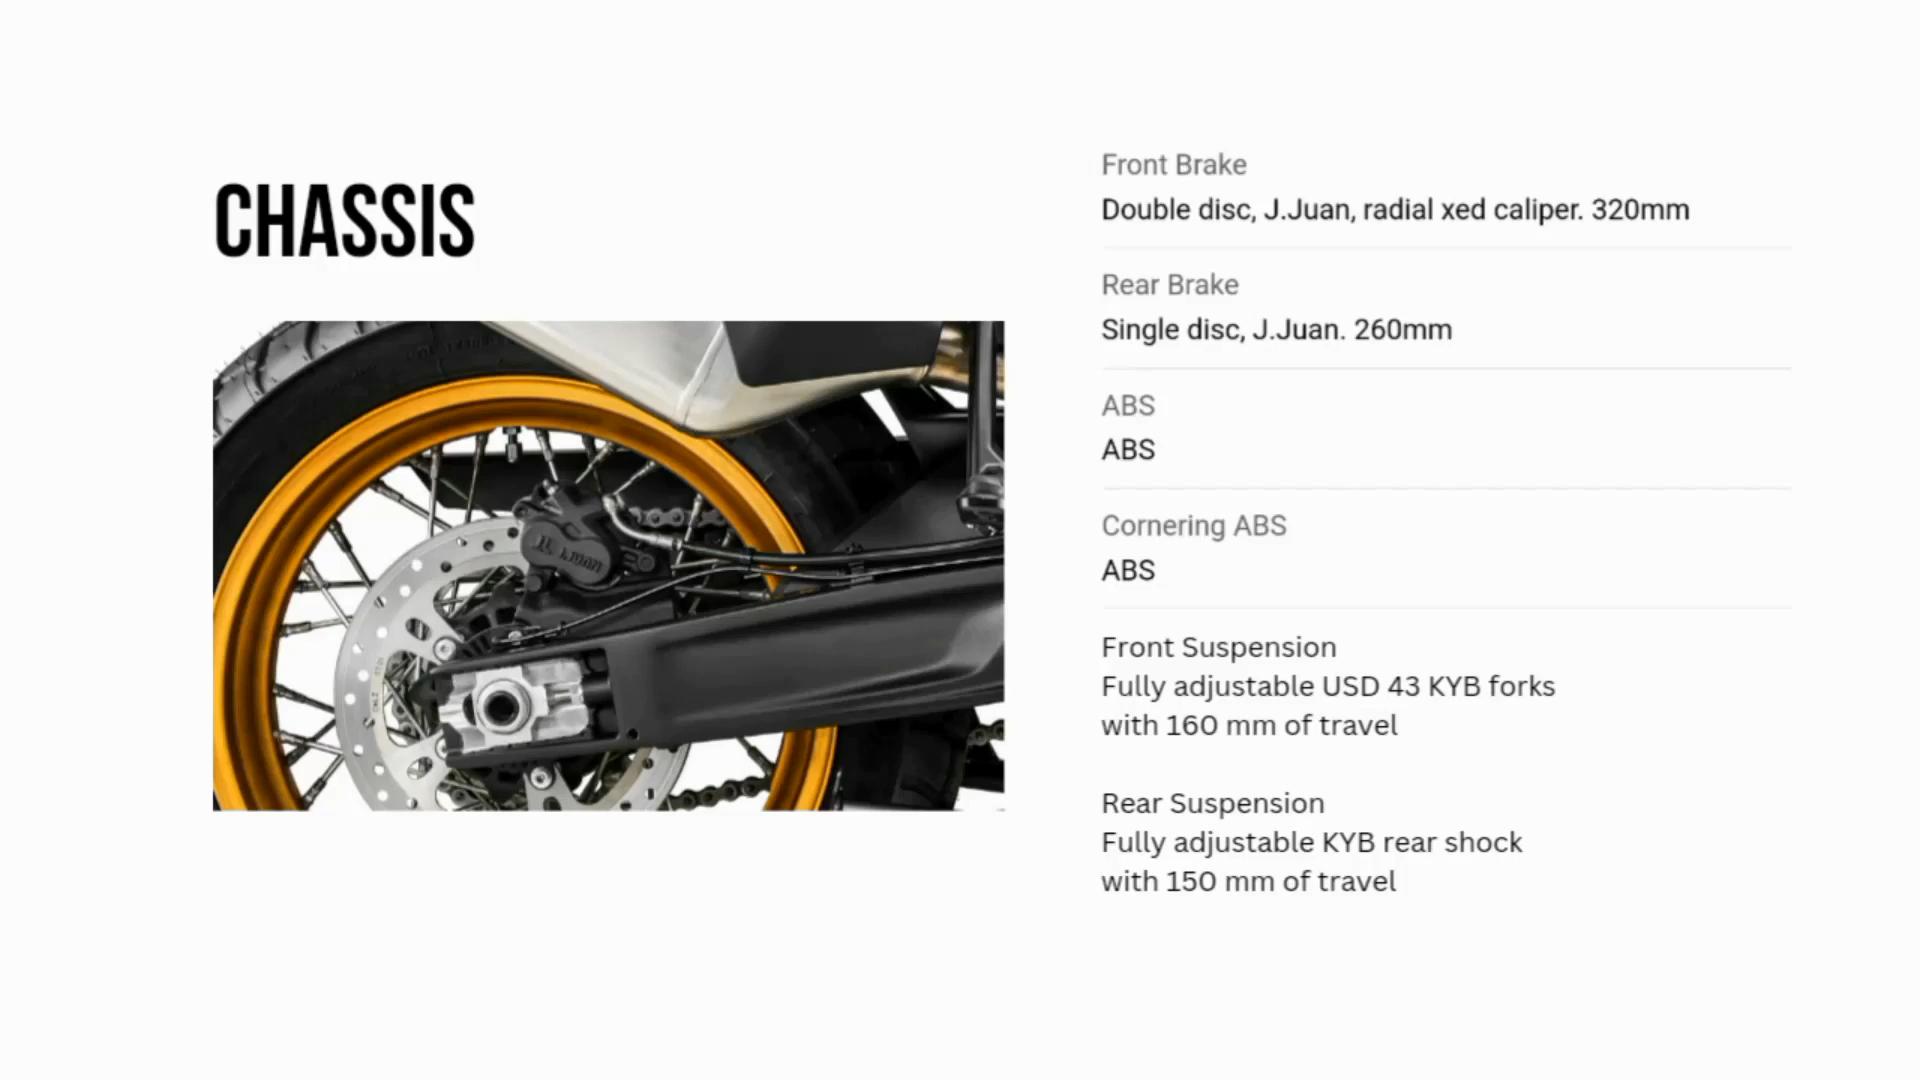 CHASSIS
J.JUAN
Front Brake
Double disc, J.Juan, radial xed caliper. 320mm
Rear Brake
Single disc, J.Juan. 260mm
ABS
ABS
Cornering ABS
ABS
Front Suspension
Fully adjustable USD 43 KYB forks
with 160 mm of travel
Rear Suspension
Fully adjustable KYB rear shock
with 150 mm of travel